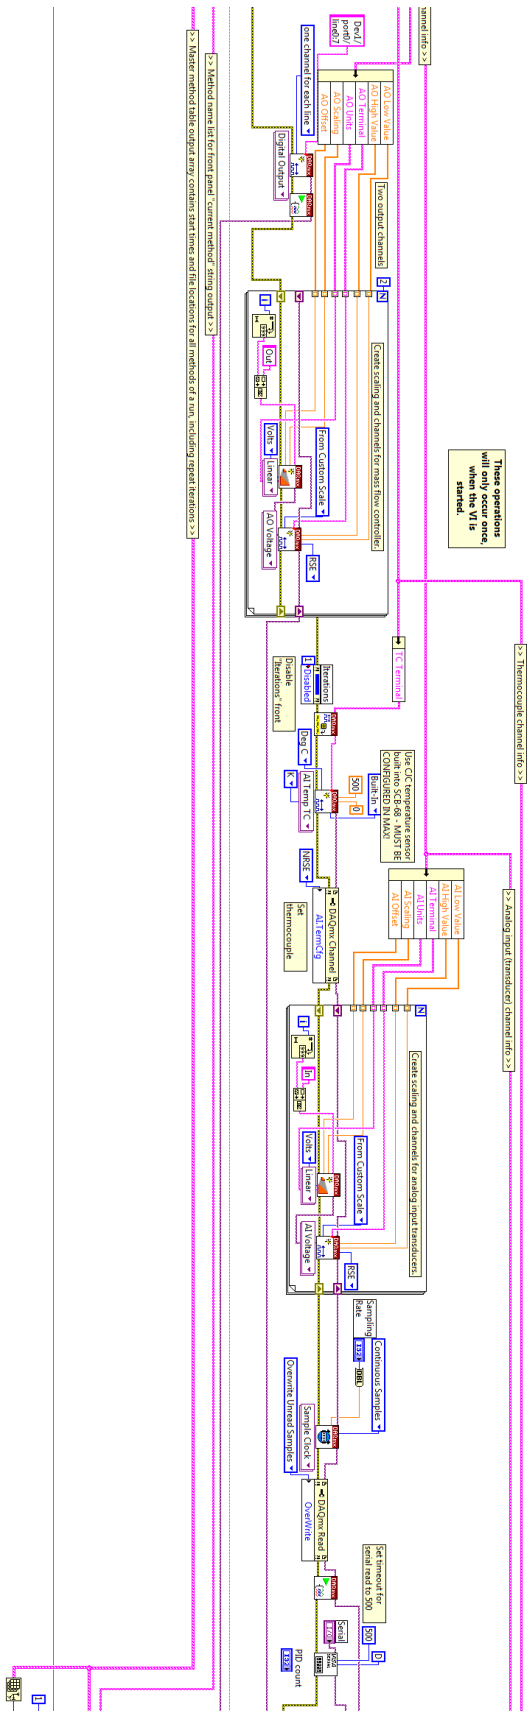 Dev1/
port0/
line0:7
one channel for each line
AO Low Value
AO High Value
AO Terminal
AO Units
AO Scaling
AO Offset
Digital Output
Two output channels
2
N
Create scaling and channels for mass flow controller.
i
Out
Volts
Linear
From Custom Scale
AO Voltage
RSE
These operations
will only occur once,
when the VI is
started.
hannel info >>
>> Method name list for front panel "current method" string output >>
>> Master method table output array contains start times and file locations for all methods of a run, including repeat iterations >>
>> Thermocouple channel info >>
TC Terminal
Iterations
1
Disabled
Disable
"Iterations" front
Use CJC temperature sensor
built into SCB-68 - MUST BE
CONFIGURED IN MAX!
Built-In
500
0
Deg C
K
AI Temp TC
NRSE
DAQmx Channel
AI.TermCfg
Set
thermocouple
AI Low Value
AI High Value
AI Terminal
AI Units
AI Scaling
AI Offset
>> Analog input (transducer) channel info >>
N
Create scaling and channels for analog input transducers.
i
In
Volts
Linear
From Custom Scale
AI Voltage
RSE
Sampling
Rate
I32
DBL
Continuous Samples
Sample Clock
Overwrite Unread Samples
DAQmx Read
OverWrite
Set timeout for
serial read to 500
Serial
I/O
500
D
PID count
I32
1